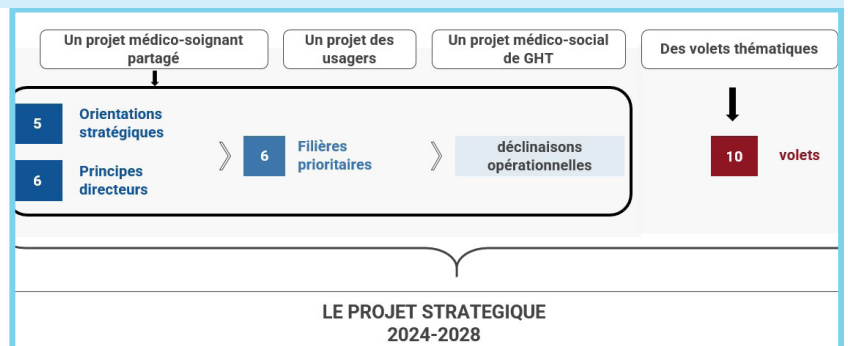 Un projet médico-soignant
partagé
Un projet des
usagers
Un projet médico-social
de GHT
Des volets thématiques
5
Orientations
stratégiques
6
Principes
directeurs
6
Filières
prioritaires
déclinaisons
opérationnelles
10
volets
LE PROJET STRATEGIQUE
2024-2028